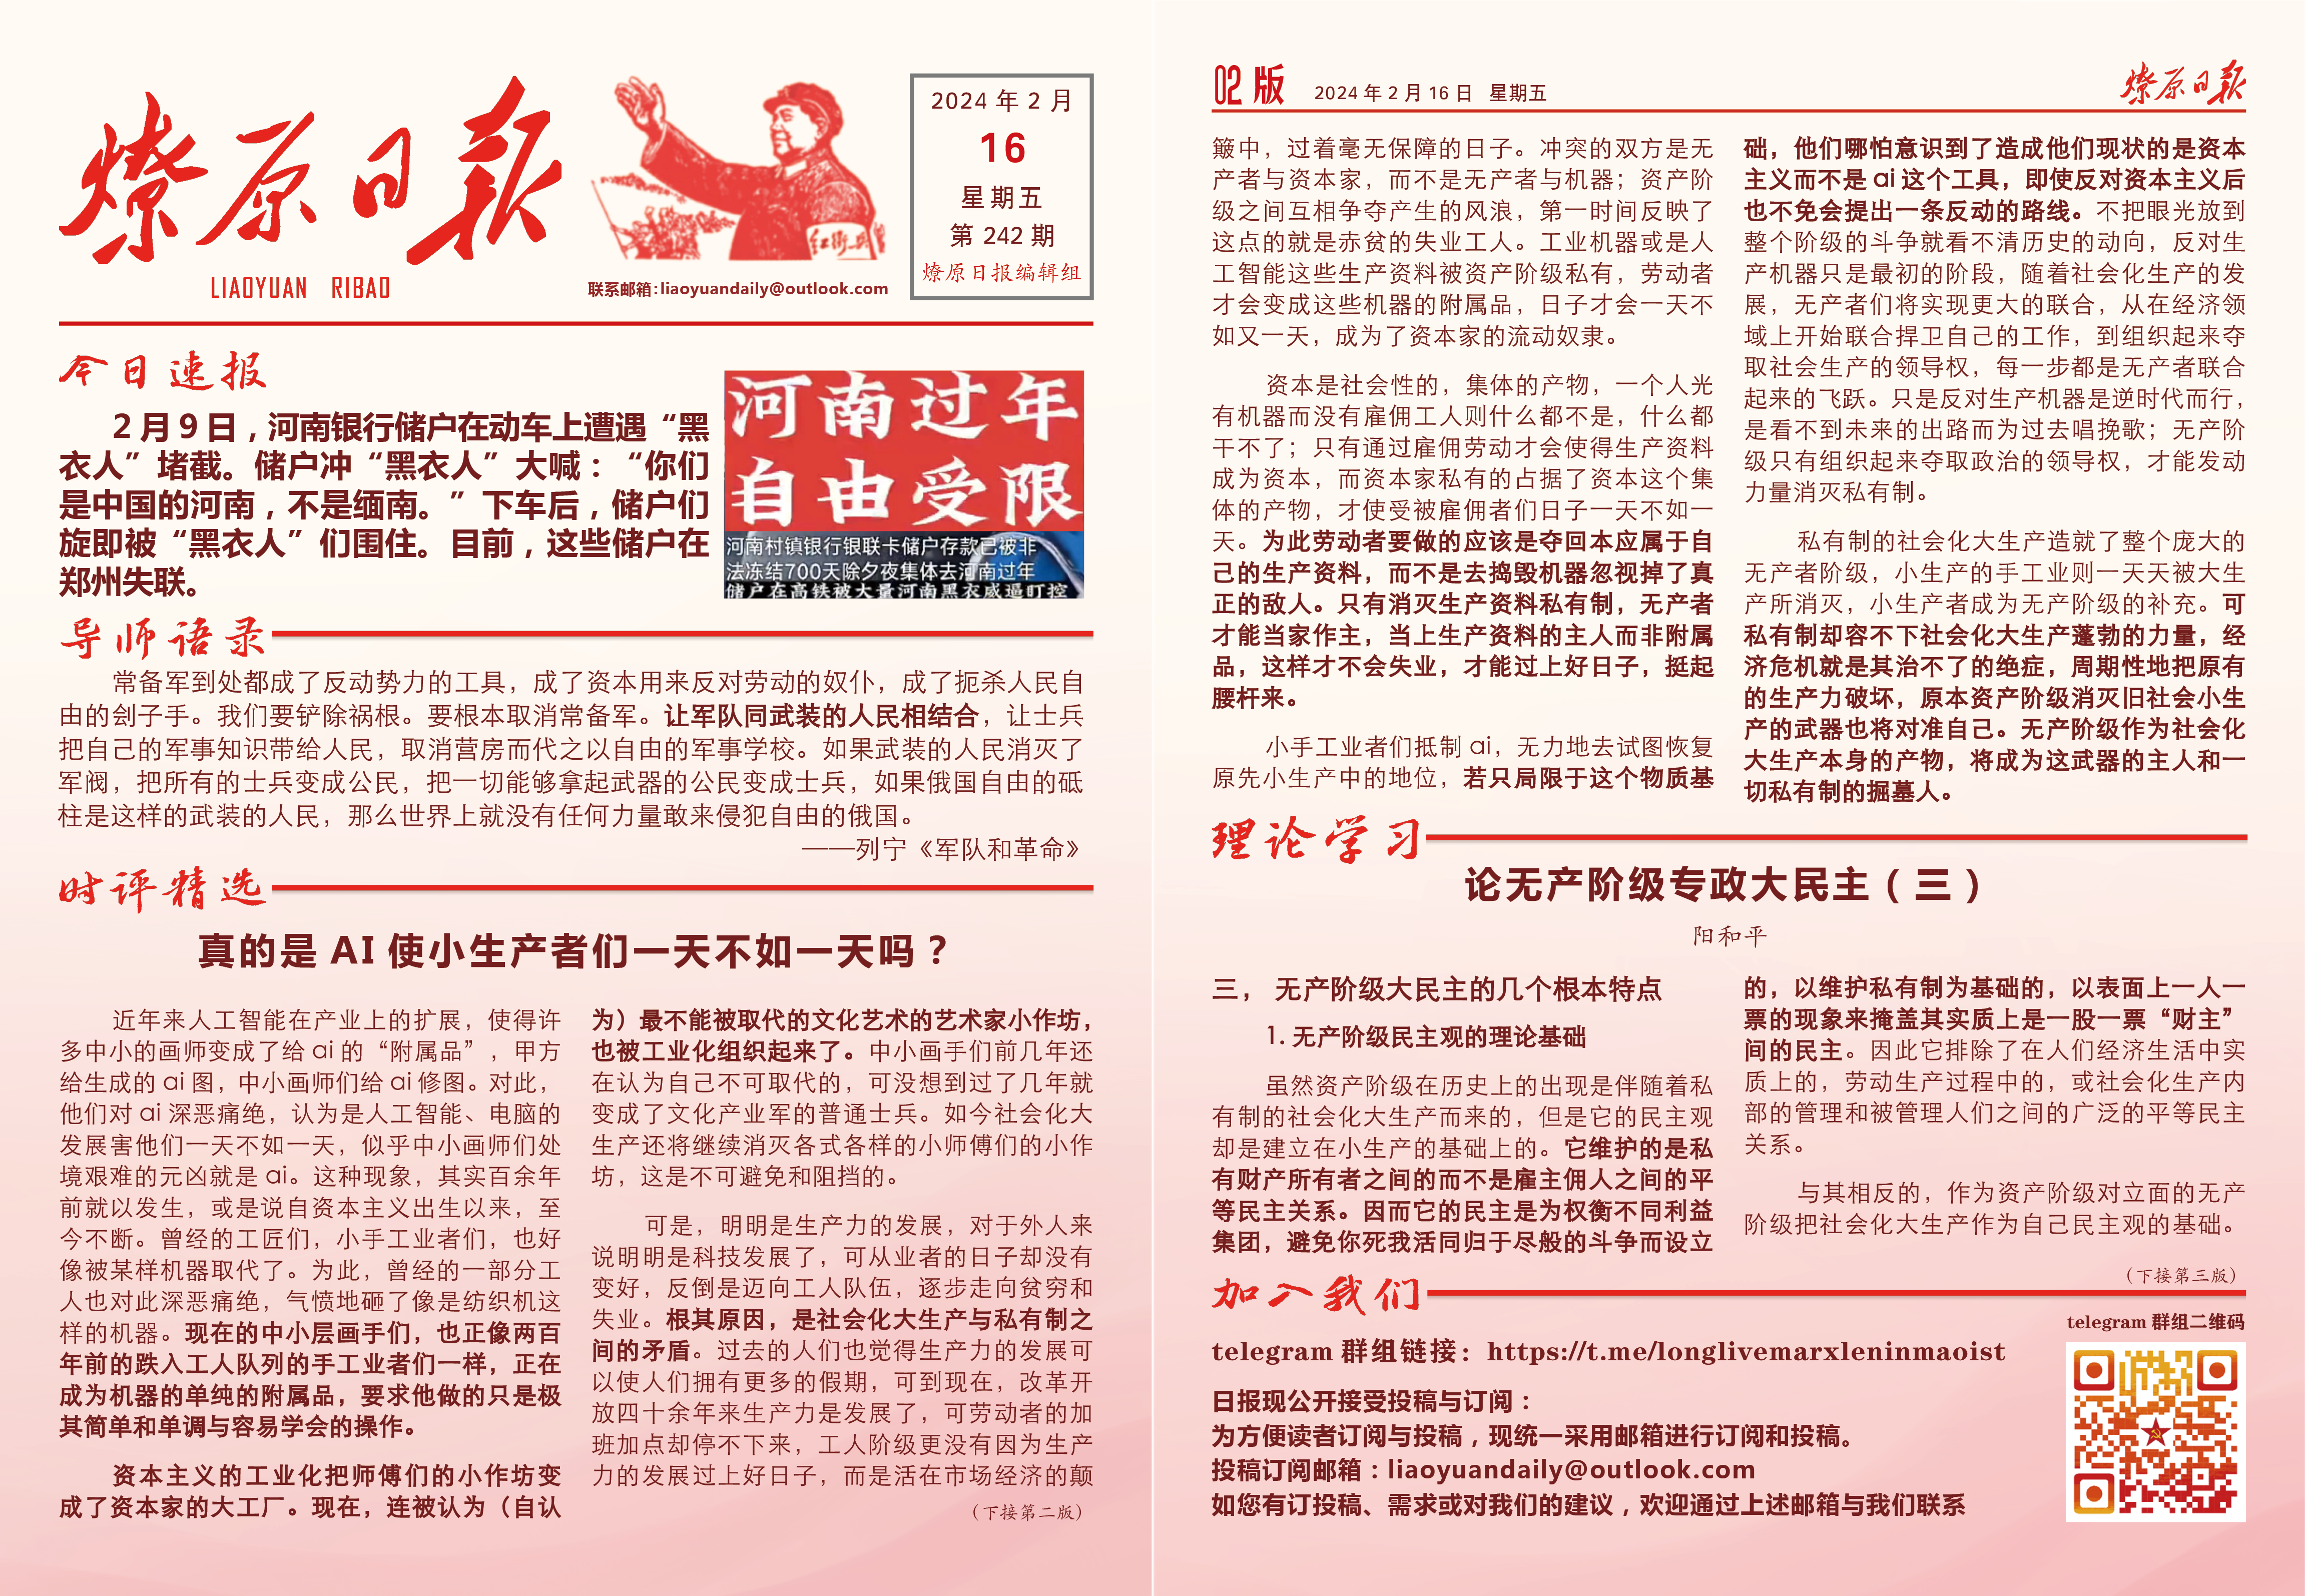 燎原日报
LIAOYUAN RIBAO
红卫兵
联系邮箱:liaoyuandaily@outlook.com
2024 年 2 月
16
星期五
第 242 期
燎原日报编辑组
今日速报
2 月 9 日，河南银行储户在动车上遭遇“黑
衣人”堵截。储户冲“黑衣人”大喊：“你们
是中国的河南，不是缅南。”下车后，储户们
旋即被“黑衣人”们围住。目前，这些储户在
郑州失联。
河南过年
自由受限
河南村镇银行银联卡储户存款已被非
法冻结700天除夕夜集体去河南过年
储户在高铁被大量河南黑衣威逼盯控
导师语录
常备军到处都成了反动势力的工具，成了资本用来反对劳动的奴仆，成了扼杀人民自
由的刽子手。我们要铲除祸根。要根本取消常备军。让军队同武装的人民相结合，让士兵
把自己的军事知识带给人民，取消营房而代之以自由的军事学校。如果武装的人民消灭了
军阀，把所有的士兵变成公民，把一切能够拿起武器的公民变成士兵，如果俄国自由的砥
柱是这样的武装的人民，那么世界上就没有任何力量敢来侵犯自由的俄国。
——列宁《军队和革命》
时评精选
真的是 AI 使小生产者们一天不如一天吗？
近年来人工智能在产业上的扩展，使得许
多中小的画师变成了给 ai 的“附属品”，甲方
给生成的 ai 图，中小画师们给 ai 修图。对此，
他们对 ai 深恶痛绝，认为是人工智能、电脑的
发展害他们一天不如一天，似乎中小画师们处
境艰难的元凶就是 ai。这种现象，其实百余年
前就以发生，或是说自资本主义出生以来，至
今不断。曾经的工匠们，小手工业者们，也好
像被某样机器取代了。为此，曾经的一部分工
人也对此深恶痛绝，气愤地砸了像是纺织机这
样的机器。现在的中小层画手们，也正像两百
年前的跌入工人队列的手工业者们一样，正在
成为机器的单纯的附属品，要求他做的只是极
其简单和单调与容易学会的操作。
资本主义的工业化把师傅们的小作坊变
成了资本家的大工厂。现在，连被认为（自认
为）最不能被取代的文化艺术的艺术家小作坊，
也被工业化组织起来了。中小画手们前几年还
在认为自己不可取代的，可没想到过了几年就
变成了文化产业军的普通士兵。如今社会化大
生产还将继续消灭各式各样的小师傅们的小作
坊，这是不可避免和阻挡的。
可是，明明是生产力的发展，对于外人来
说明明是科技发展了，可从业者的日子却没有
变好，反倒是迈向工人队伍，逐步走向贫穷和
失业。根其原因，是社会化大生产与私有制之
间的矛盾。过去的人们也觉得生产力的发展可
以使人们拥有更多的假期，可到现在，改革开
放四十余年来生产力是发展了，可劳动者的加
班加点却停不下来，工人阶级更没有因为生产
力的发展过上好日子，而是活在市场经济的颠
（下接第二版）
02 版
2024 年 2 月 16 日 星期五
燎原日报
簸中，过着毫无保障的日子。冲突的双方是无
产者与资本家，而不是无产者与机器；资产阶
级之间互相争夺产生的风浪，第一时间反映了
这点的就是赤贫的失业工人。工业机器或是人
工智能这些生产资料被资产阶级私有，劳动者
才会变成这些机器的附属品，日子才会一天不
如又一天，成为了资本家的流动奴隶。
资本是社会性的，集体的产物，一个人光
有机器而没有雇佣工人则什么都不是，什么都
干不了；只有通过雇佣劳动才会使得生产资料
成为资本，而资本家私有的占据了资本这个集
体的产物，才使受被雇佣者们日子一天不如一
天。为此劳动者要做的应该是夺回本应属于自
己的生产资料，而不是去捣毁机器忽视掉了真
正的敌人。只有消灭生产资料私有制，无产者
才能当家作主，当上生产资料的主人而非附属
品，这样才不会失业，才能过上好日子，挺起
腰杆来。
小手工业者们抵制 ai，无力地去试图恢复
原先小生产中的地位，若只局限于这个物质基
础，他们哪怕意识到了造成他们现状的是资本
主义而不是 ai 这个工具，即使反对资本主义后
也不免会提出一条反动的路线。不把眼光放到
整个阶级的斗争就看不清历史的动向，反对生
产机器只是最初的阶段，随着社会化生产的发
展，无产者们将实现更大的联合，从在经济领
域上开始联合捍卫自己的工作，到组织起来夺
取社会生产的领导权，每一步都是无产者联合
起来的飞跃。只是反对生产机器是逆时代而行，
是看不到未来的出路而为过去唱挽歌；无产阶
级只有组织起来夺取政治的领导权，才能发动
力量消灭私有制。
私有制的社会化大生产造就了整个庞大的
无产者阶级，小生产的手工业则一天天被大生
产所消灭，小生产者成为无产阶级的补充。可
私有制却容不下社会化大生产蓬勃的力量，经
济危机就是其治不了的绝症，周期性地把原有
的生产力破坏，原本资产阶级消灭旧社会小生
产的武器也将对准自己。无产阶级作为社会化
大生产本身的产物，将成为这武器的主人和一
切私有制的掘墓人。
理论学习
论无产阶级专政大民主（三）
阳和平
三， 无产阶级大民主的几个根本特点
1. 无产阶级民主观的理论基础
虽然资产阶级在历史上的出现是伴随着私
有制的社会化大生产而来的，但是它的民主观
却是建立在小生产的基础上的。它维护的是私
有财产所有者之间的而不是雇主佣人之间的平
等民主关系。因而它的民主是为权衡不同利益
集团，避免你死我活同归于尽般的斗争而设立
的，以维护私有制为基础的，以表面上一人一
票的现象来掩盖其实质上是一股一票“财主”
间的民主。因此它排除了在人们经济生活中实
质上的，劳动生产过程中的，或社会化生产内
部的管理和被管理人们之间的广泛的平等民主
关系。
与其相反的，作为资产阶级对立面的无产
阶级把社会化大生产作为自己民主观的基础。
（下接第三版）
加入我们
telegram 群组链接：https://t.me/longlivemarxleninmaoist
日报现公开接受投稿与订阅：
为方便读者订阅与投稿，现统一采用邮箱进行订阅和投稿。
投稿订阅邮箱：liaoyuandaily@outlook.com
如您有订投稿、需求或对我们的建议，欢迎通过上述邮箱与我们联系
telegram 群组二维码